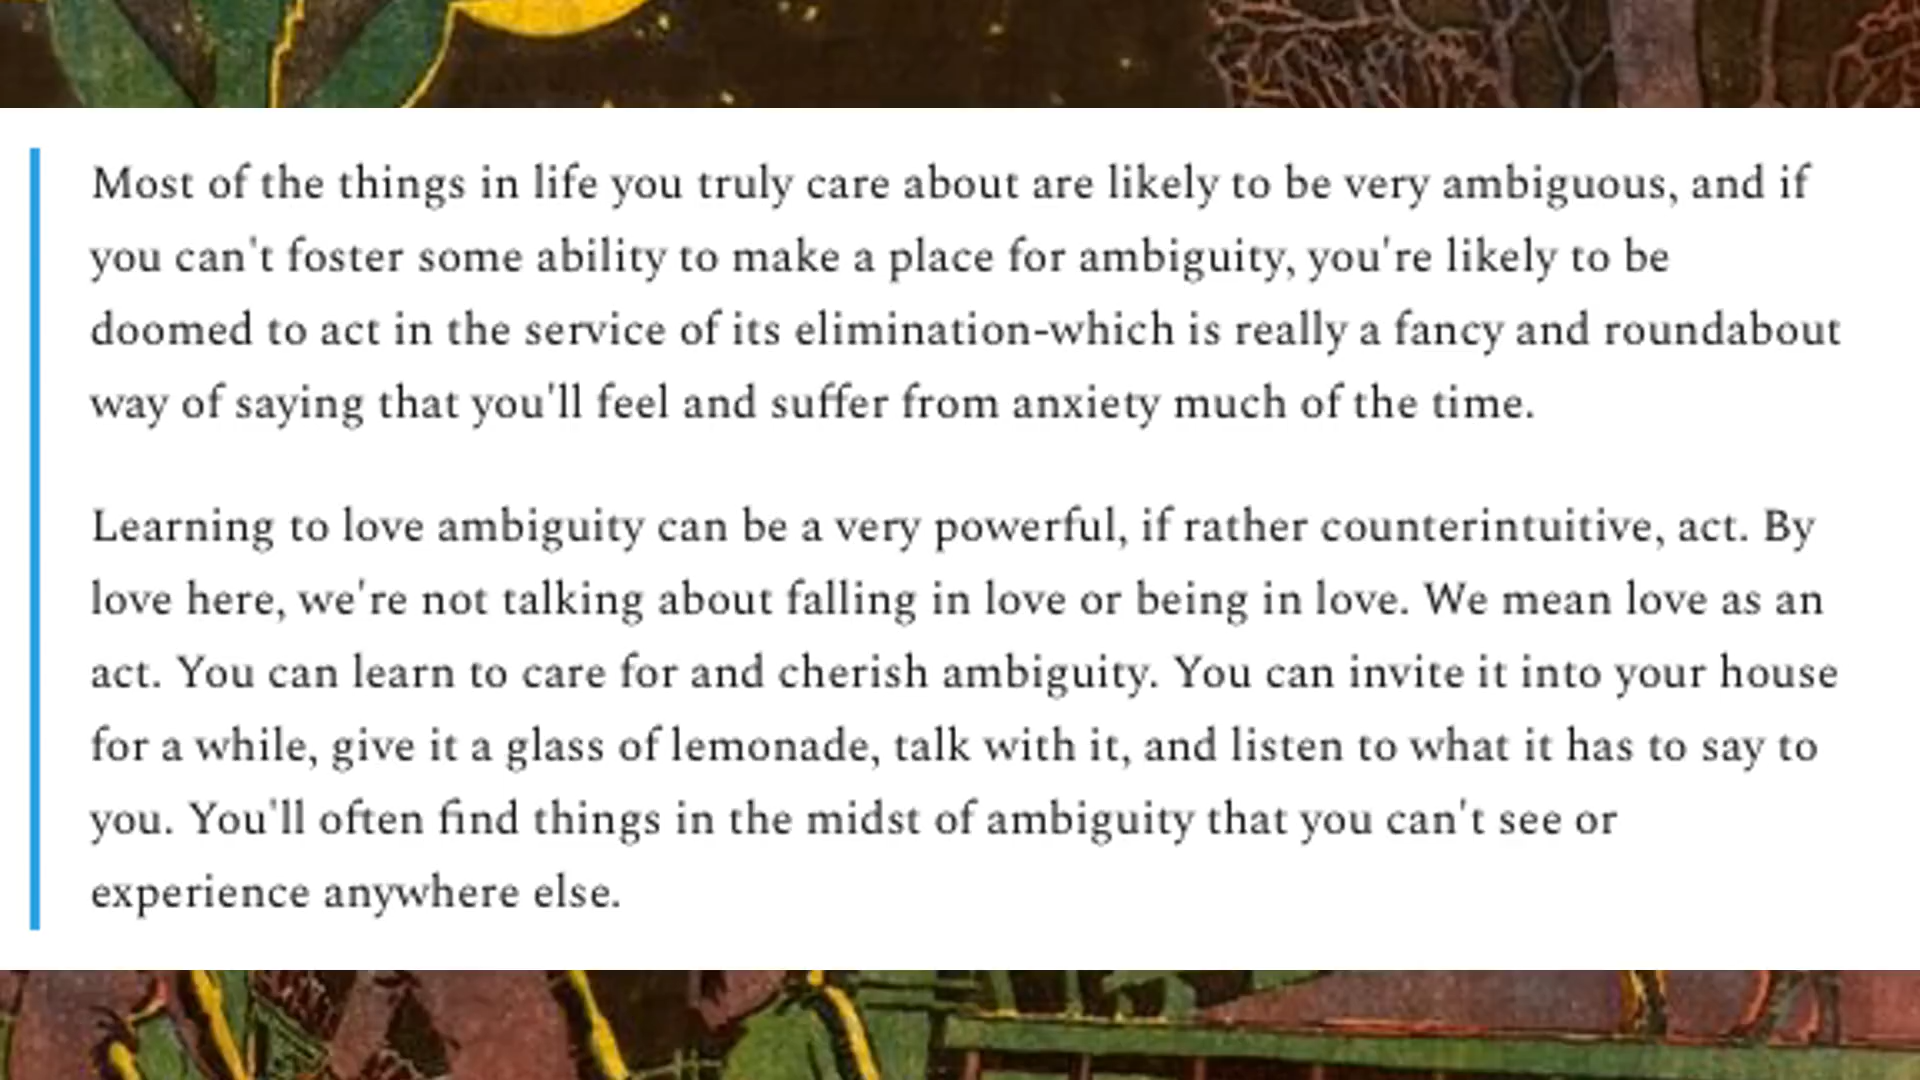 Most of the things in life you truly care about are likely to be very ambiguous, and if
you can't foster some ability to make a place for ambiguity, you're likely to be
doomed to act in the service of its elimination-which is really a fancy and roundabout
way of saying that you'll feel and suffer from anxiety much of the time.
Learning to love ambiguity can be a very powerful, if rather counterintuitive, act. By
love here, we're not talking about falling in love or being in love. We mean love as an
act. You can learn to care for and cherish ambiguity. You can invite it into your house
for a while, give it a glass of lemonade, talk with it, and listen to what it has to say to
you. You'll often find things in the midst of ambiguity that you can't see or
experience anywhere else.